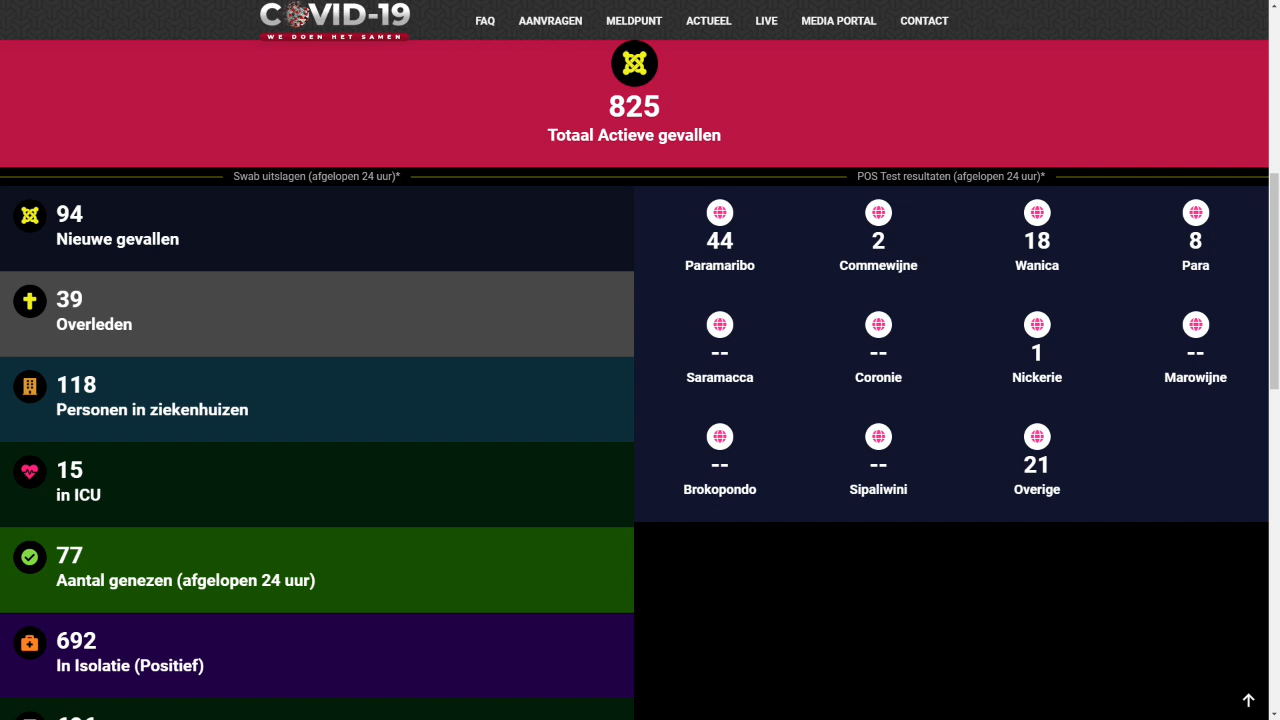 COVID-19
WE DOEN HET SAMEN
FAQ AANVRAGEN MELDPUNT ACTUEEL LIVE MEDIA PORTAL CONTACT
825
Totaal Actieve gevallen
Swab uitslagen (afgelopen 24 uur)*
94
Nieuwe gevallen
39
Overleden
118
Personen in ziekenhuizen
15
in ICU
77
Aantal genezen (afgelopen 24 uur)
692
In Isolatie (Positief)
POS Test resultaten (afgelopen 24 uur)*
44 2 18 8
Paramaribo Commewijne Wanica Para
-- -- 1 --
Saramacca Coronie Nickerie Marowijne
-- -- 21
Brokopondo Sipaliwini Overige